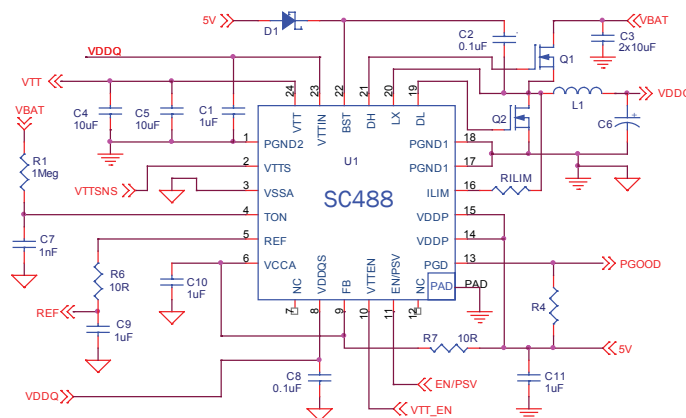 5V
D1
C2
0.1uF
VBAT
C3
2x10uF
Q1
VDDQ
VTT
C4
10uF
C5
10uF
C1
1uF
24
23
22
21
20
19
VTT
VTTIN
BST
DH
LX
DL
Q2
L1
VDDQ
C6
VBAT
R1
1Meg
U1
SC488
1
PGND2
2
VTTS
VTTSNS
3
VSSA
4
TON
5
REF
6
VCCA
PGND1
18
PGND1
17
ILIM
16
RILIM
VDDP
15
VDDP
14
PGD
13
PGOOD
PAD
PAD
C7
1nF
R6
10R
C10
1uF
REF
C9
1uF
NC
VDDQS
FB
VTTEN
EN/PSV
NC
7
8
9
10
11
12
R4
R7
10R
5V
C8
0.1uF
C11
1uF
EN/PSV
VDDQ
VTT_EN